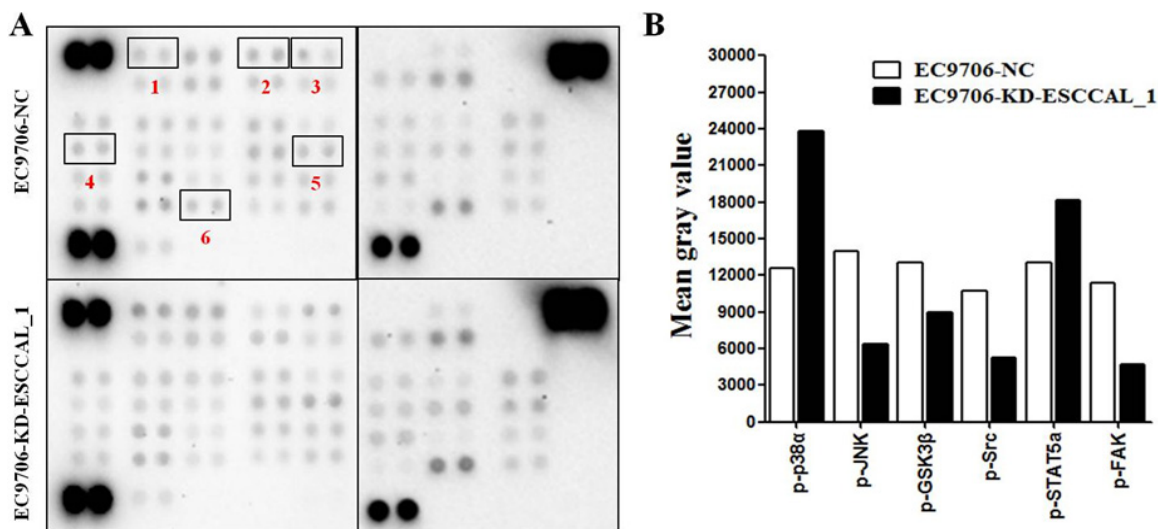 A
EC9706-NC
1
2
3
4
5
6
EC9706-KD-ESCCAL_1
B
EC9706-NC
EC9706-KD-ESCCAL_1
Mean gray value
30000
27000
24000
21000
18000
15000
12000
9000
6000
3000
0
p-p38α
p-JNK
p-GSK3β
p-Src
p-STAT5a
p-FAK